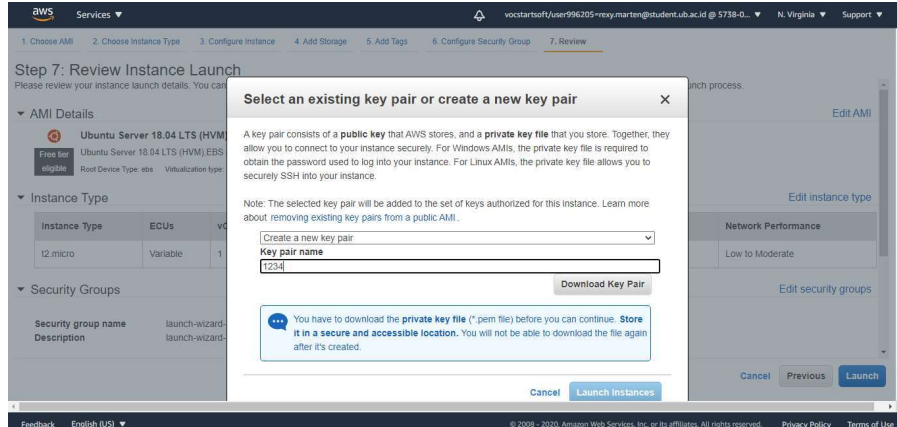 aws Services
vocstartsoft/user996205=rexy.marten@student.ub.ac.id @ 5738-0... N. Virginia Support
1. Choose AMI 2. Choose Instance Type 3. Configure Instance 4. Add Storage 5. Add Tags 6. Configure Security Group 7. Review
Step 7: Review Instance Launch
Please review your instance launch details. You can
unch process.
AMI Details
Edit AMI
Ubuntu Server 18.04 LTS (HVM)
Free tier eligible
Ubuntu Server 18.04 LTS (HVM),EBS
Root Device Type: ebs Virtualization type:
Instance Type
Edit instance type
Instance Type ECUs vC
Network Performance
t2.micro Variable 1
Low to Moderate
Security Groups
Edit security groups
Security group name launch-wizard-
Description launch-wizard-
Select an existing key pair or create a new key pair ×
A key pair consists of a public key that AWS stores, and a private key file that you store. Together, they
allow you to connect to your instance securely. For Windows AMIs, the private key file is required to
obtain the password used to log into your instance. For Linux AMIs, the private key file allows you to
securely SSH into your instance.
Note: The selected key pair will be added to the set of keys authorized for this instance. Learn more
about removing existing key pairs from a public AMI .
Create a new key pair
Key pair name
1234
Download Key Pair
You have to download the private key file (*.pem file) before you can continue. Store
it in a secure and accessible location. You will not be able to download the file again
after it's created.
Cancel Launch Instances
Cancel Previous Launch
Feedback English (US)
© 2008 - 2020, Amazon Web Services, Inc. or its affiliates. All rights reserved. Privacy Policy Terms of Use